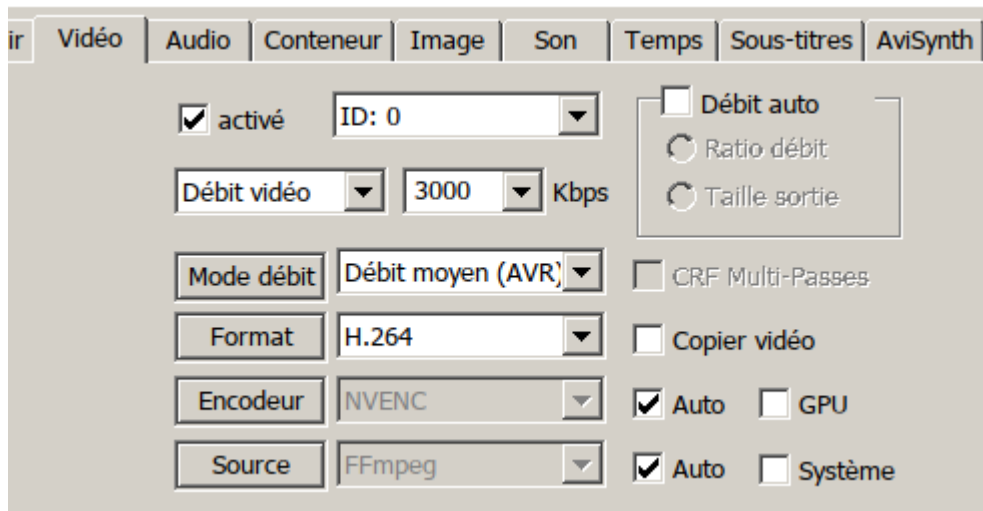 ir Vidéo Audio Conteneur Image Son Temps Sous-titres AviSynth
activé ID: 0 Débit auto
Ratio débit
Débit vidéo 3000 Kbps Taille sortie
Mode débit Débit moyen (AVR) CRF Multi-Passes
Format H.264 Copier vidéo
Encodeur NVENC Auto GPU
Source FFmpeg Auto Système